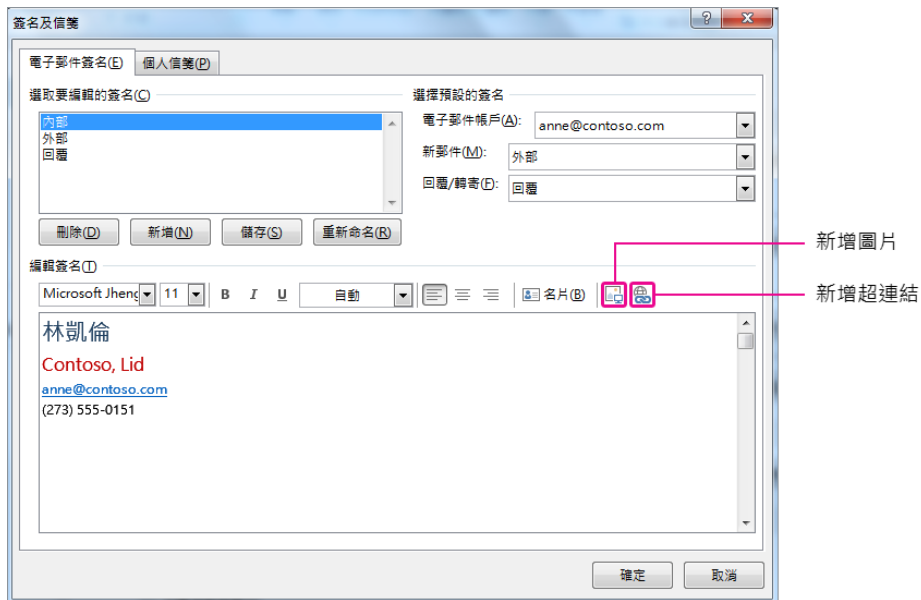 簽名及信箋
電子郵件簽名(E) 個人信箋(P)
選取要編輯的簽名(C)
內部
外部
回覆
刪除(D) 新增(N) 儲存(S) 重新命名(R)
選擇預設的簽名
電子郵件帳戶(A): anne@contoso.com
新郵件(M): 外部
回覆/轉寄(F): 回覆
編輯簽名(T)
Microsoft Jheng 11 B I U 自動 名片(B)
新增圖片
新增超連結
林凱倫
Contoso, Lid
anne@contoso.com
(273) 555-0151
確定 取消